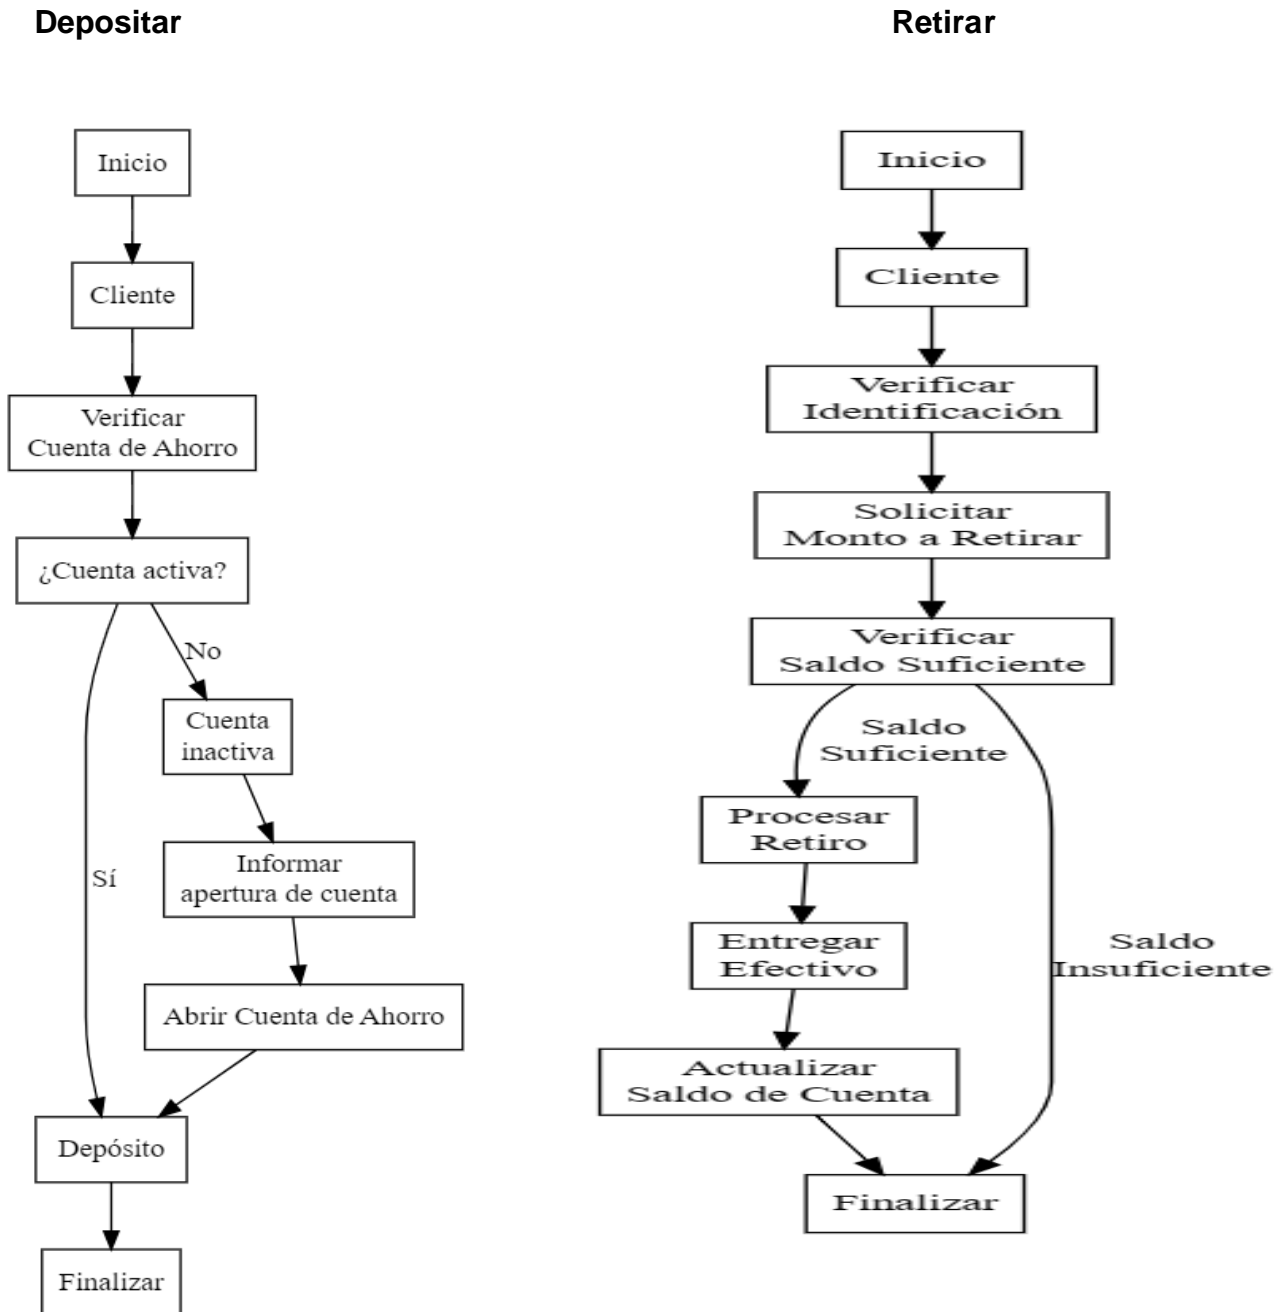 Depositar
Inicio
Cliente
Verificar
Cuenta de Ahorro
¿Cuenta activa?
No
Cuenta
inactiva
Sí
Informar
apertura de cuenta
Abrir Cuenta de Ahorro
Depósito
Finalizar
Retirar
Inicio
Cliente
Verificar
Identificación
Solicitar
Monto a Retirar
Verificar
Saldo Suficiente
Saldo
Suficiente
Procesar
Retiro
Entregar
Efectivo
Saldo
Insuficiente
Actualizar
Saldo de Cuenta
Finalizar